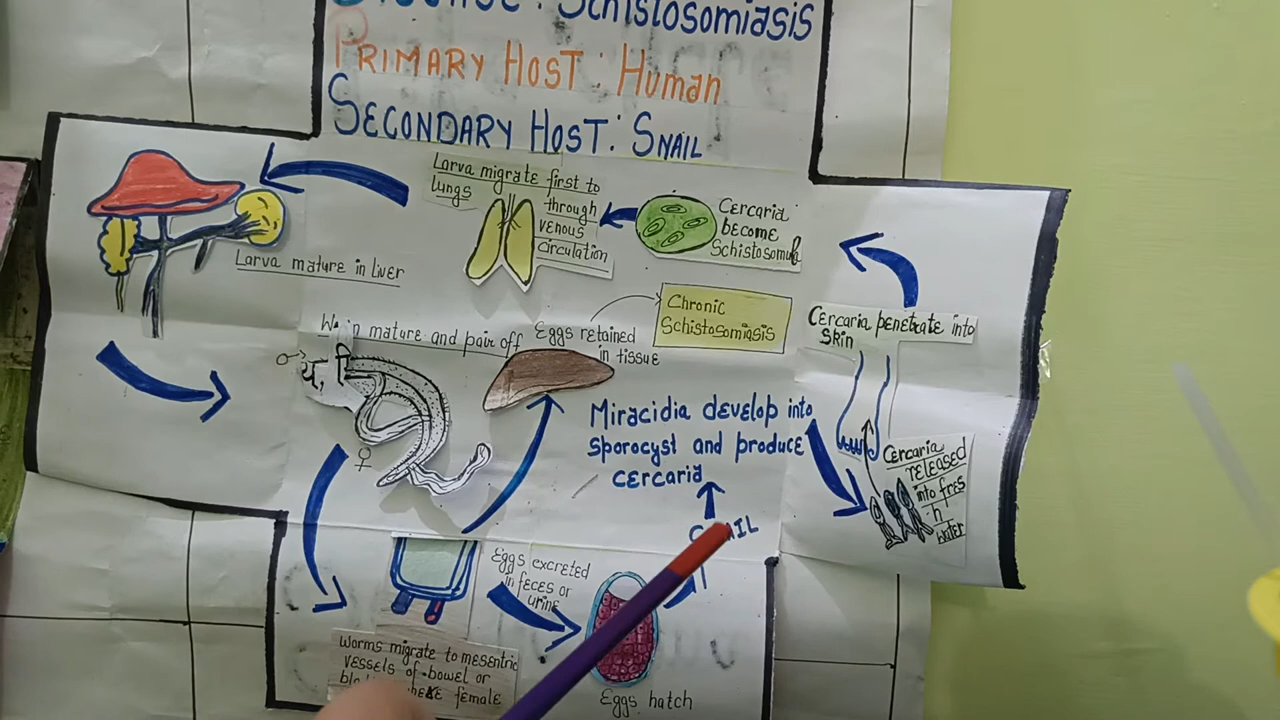 : Schistosomiasis
PRIMARY HOST : Human
SECONDARY HOST : SNAIL
Larva migrate first to
lungs
through
venous
circulation
Cercaria
become
Larva mature in liver
Cercaria penetrate into
skin
mature and pair off
Eggs retained
in tissue
Chronic
Schistosomiasis
Miracidia develop into
sporocyst and produce
cercaria
Cercaria
released
into fres
h
water
♂
♀
Eggs excreted
in feces or
urine
worms migrate to mesentric
vessels of bowel or
female
Eggs hatch